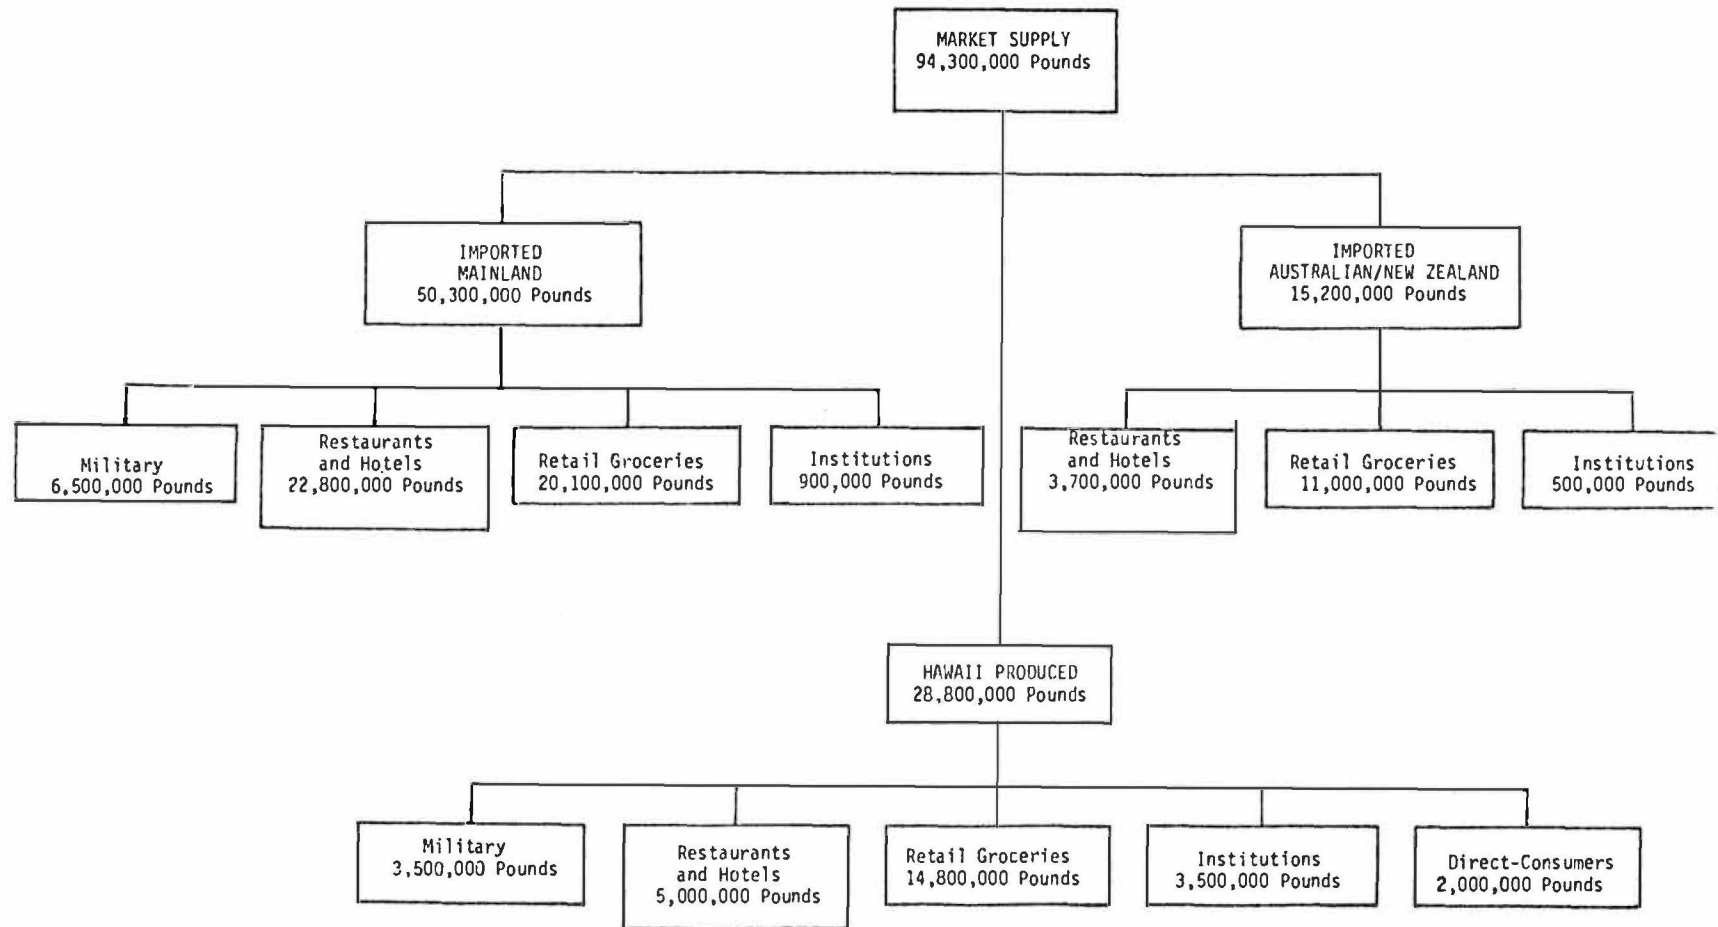 MARKET SUPPLY
94,300,000 Pounds
IMPORTED
MAINLAND
50,300,000 Pounds
IMPORTED
AUSTRALIAN/NEW ZEALAND
15,200,000 Pounds
Military
6,500,000 Pounds
Restaurants
and Hotels
22,800,000 Pounds
Retail Groceries
20,100,000 Pounds
Institutions
900,000 Pounds
Restaurants
and Hotels
3,700,000 Pounds
Retail Groceries
11,000,000 Pounds
Institutions
500,000 Pounds
HAWAII PRODUCED
28,800,000 Pounds
Military
3,500,000 Pounds
Restaurants
and Hotels
5,000,000 Pounds
Retail Groceries
14,800,000 Pounds
Institutions
3,500,000 Pounds
Direct-Consumers
2,000,000 Pounds